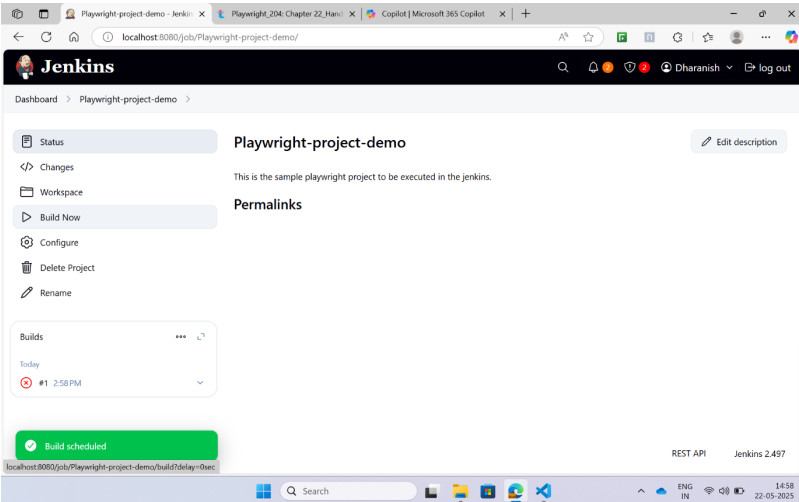 Playwright-project-demo - Jenkin
Playwright_204: Chapter 22_Hand
Copilot | Microsoft 365 Copilot
localhost:8080/job/Playwright-project-demo/
Jenkins
2
2
Dharanish
log out
Dashboard
Playwright-project-demo
Status
Changes
Workspace
Build Now
Configure
Delete Project
Rename
Playwright-project-demo
Edit description
This is the sample playwright project to be executed in the jenkins.
Permalinks
Builds
Today
#1 2:58 PM
Build scheduled
localhost:8080/job/Playwright-project-demo/build?delay=0sec
REST API
Jenkins 2.497
Search
ENG
IN
14:58
22-05-2025